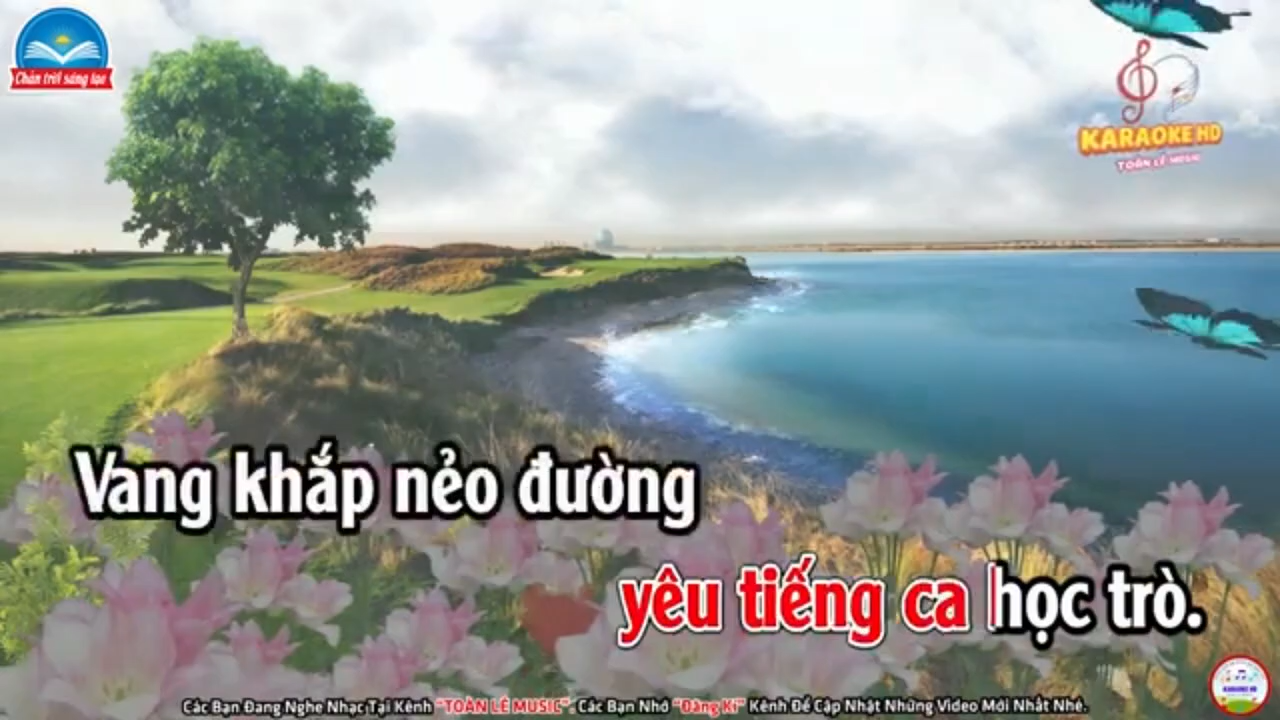 Chân trời sáng tạo
KARAOKE HD
TOÀN LÊ MUSIC
Vang khắp nẻo đường
yêu tiếng ca học trò.
Các Bạn Đang Nghe Nhạc Tại Kênh "TOÀN LÊ MUSIC". Các Bạn Nhớ "Đăng Kí" Kênh Để Cập Nhật Những Video Mới Nhất Nhé.
KARAOKE HD